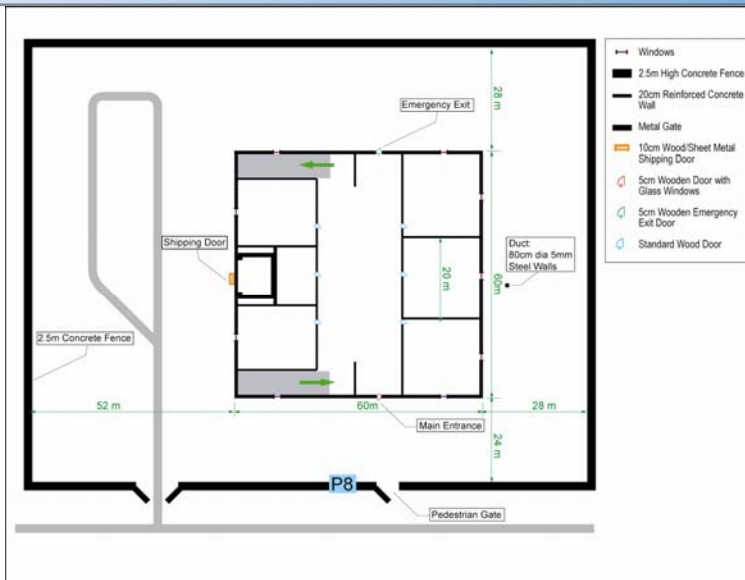 Windows
2.5m High Concrete Fence
20cm Reinforced Concrete
Wall
Metal Gate
10cm Wood/Sheet Metal
Shipping Door
5cm Wooden Door with
Glass Windows
5cm Wooden Emergency
Exit Door
Standard Wood Door
28 m
Emergency Exit
Shipping Door
Duct:
80cm dia 5mm
Steel Walls
20 m
60m
2.5m Concrete Fence
52 m
60m
28 m
Main Entrance
24 m
P8
Pedestrian Gate